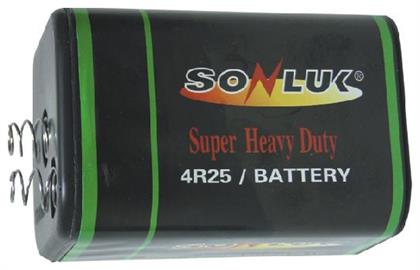 SONLUK®
Super Heavy Duty
4R25 / BATTERY